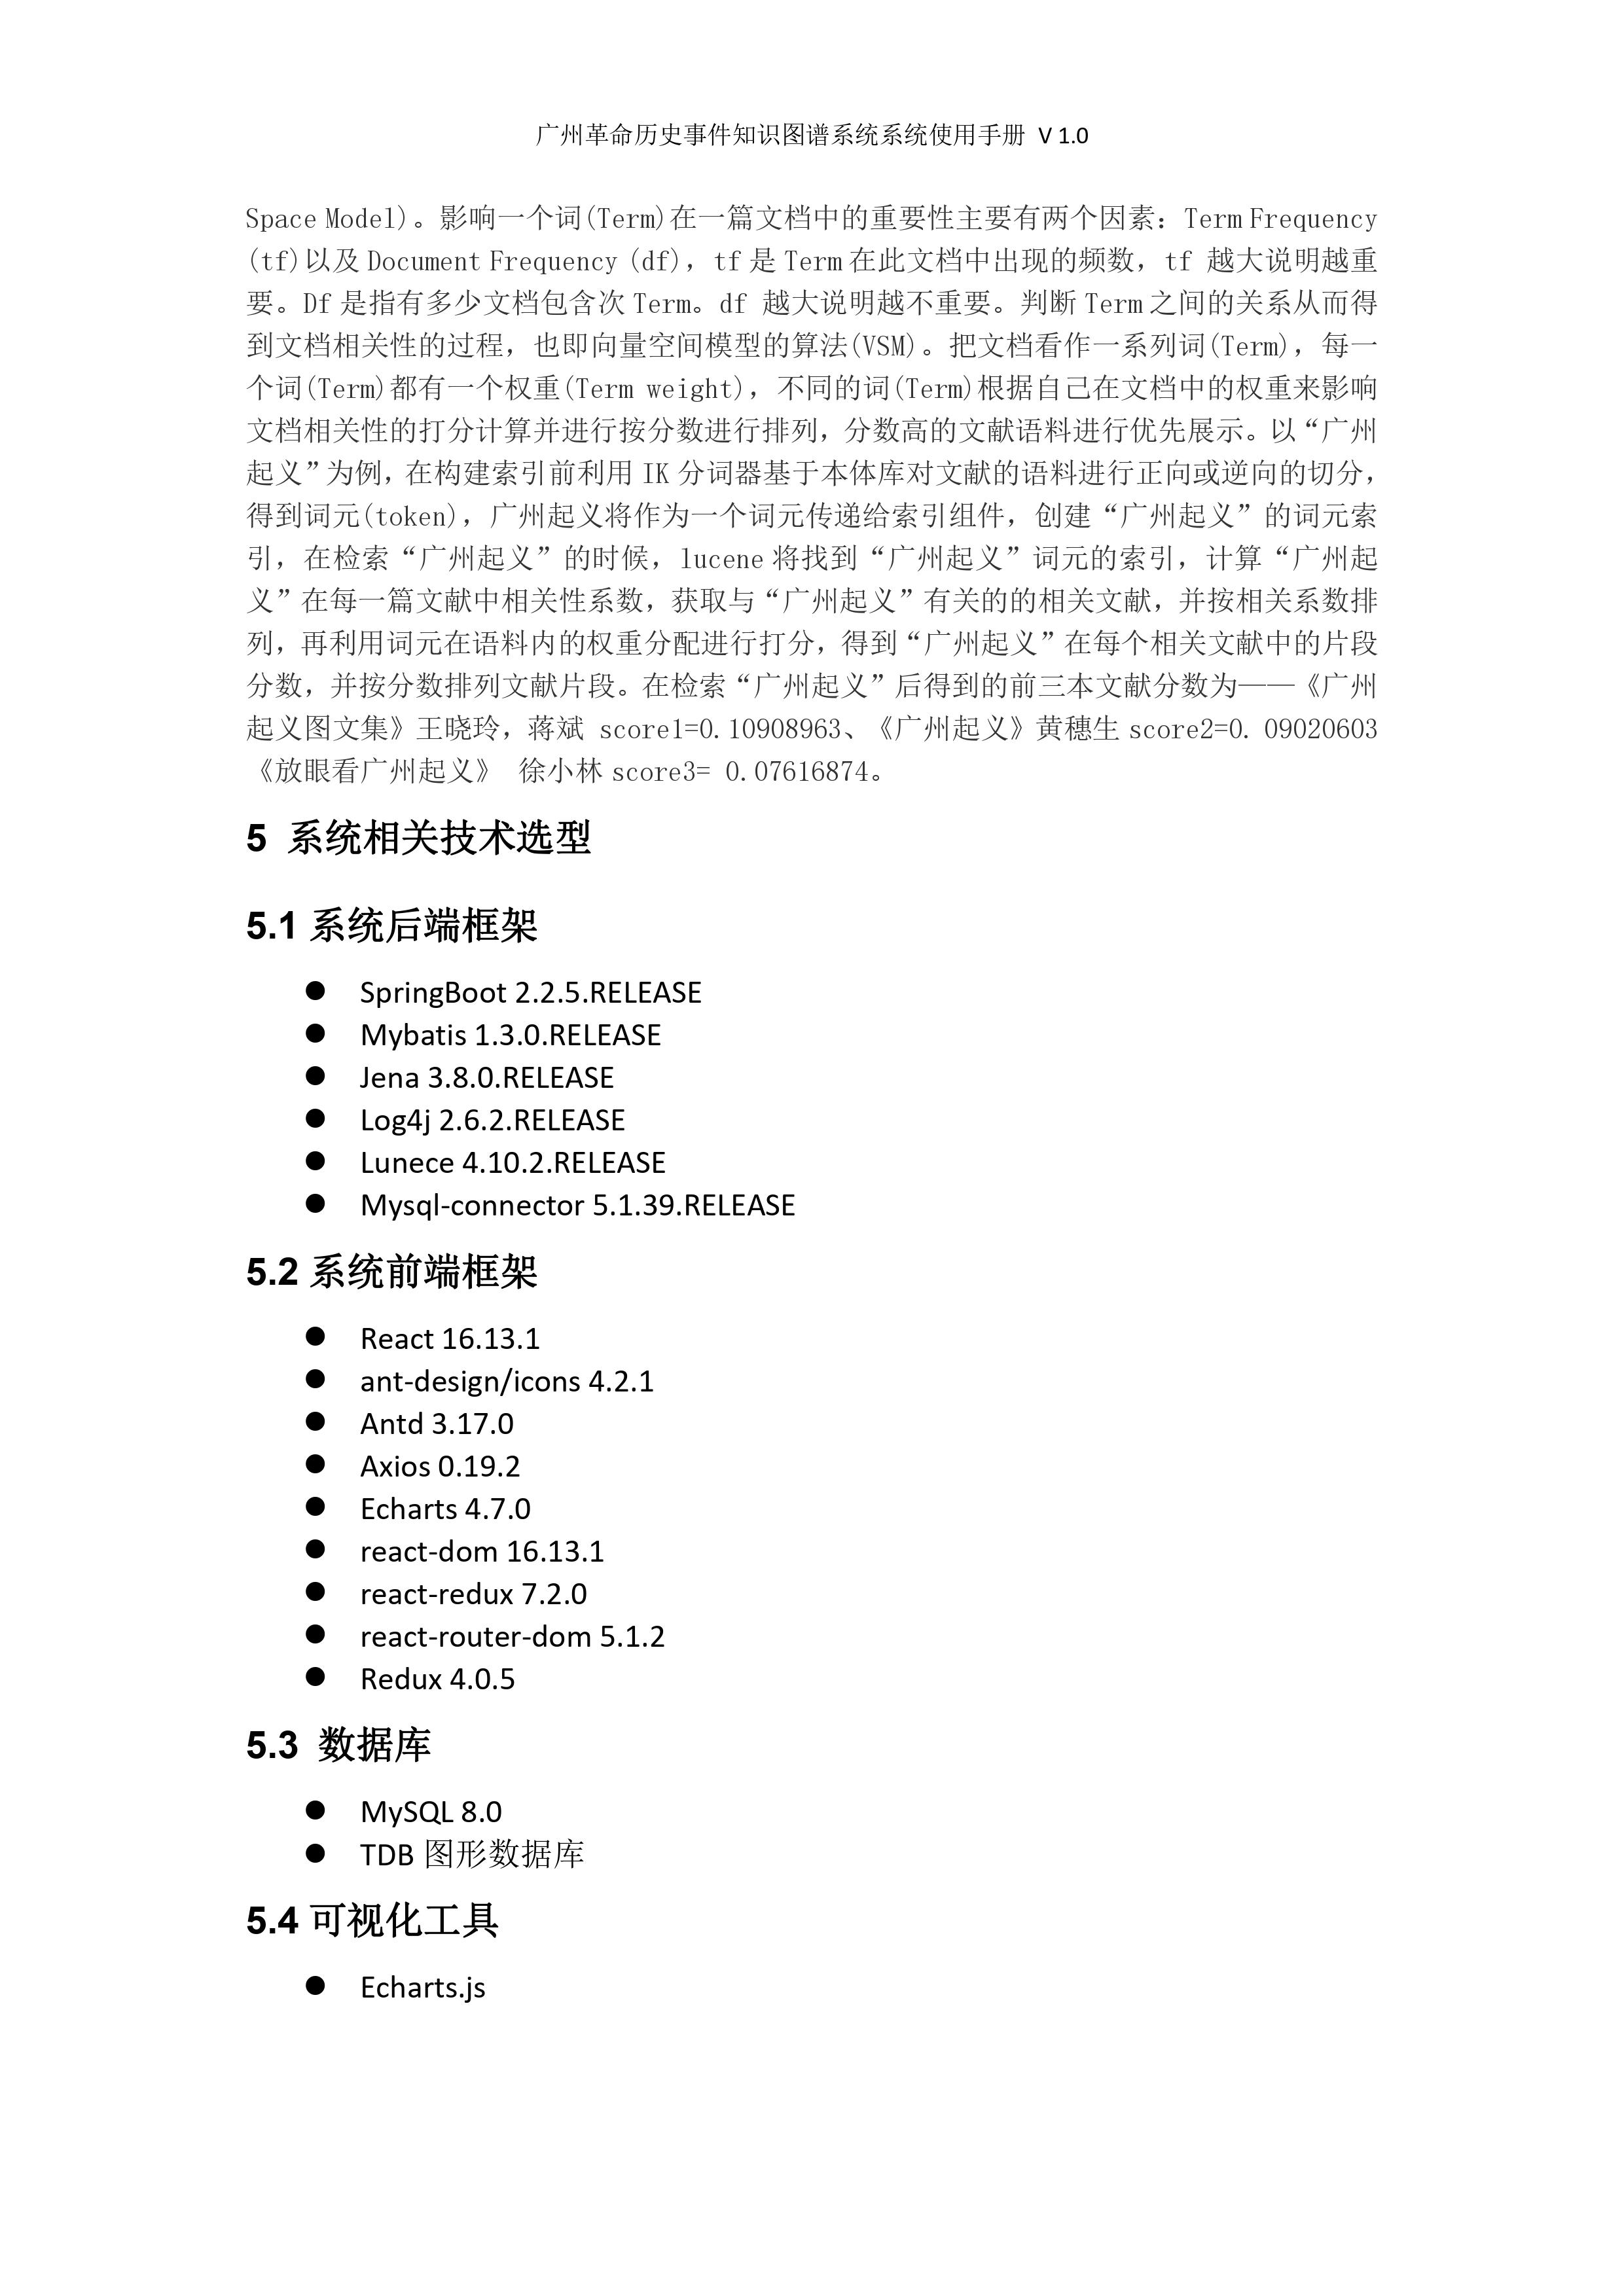 广州革命历史事件知识图谱系统系统使用手册 V 1.0
Space Model)。影响一个词(Term)在一篇文档中的重要性主要有两个因素：Term Frequency
(tf)以及 Document Frequency (df)，tf 是 Term 在此文档中出现的频数，tf 越大说明越重
要。Df 是指有多少文档包含次 Term。df 越大说明越不重要。判断 Term 之间的关系从而得
到文档相关性的过程，也即向量空间模型的算法(VSM)。把文档看作一系列词(Term)，每一
个词(Term)都有一个权重(Term weight)，不同的词(Term)根据自己在文档中的权重来影响
文档相关性的打分计算并进行按分数进行排列，分数高的文献语料进行优先展示。以“广州
起义”为例，在构建索引前利用 IK 分词器基于本体库对文献的语料进行正向或逆向的切分，
得到词元(token)，广州起义将作为一个词元传递给索引组件，创建“广州起义”的词元索
引，在检索“广州起义”的时候，lucene 将找到“广州起义”词元的索引，计算“广州起
义”在每一篇文献中相关性系数，获取与“广州起义”有关的的相关文献，并按相关系数排
列，再利用词元在语料内的权重分配进行打分，得到“广州起义”在每个相关文献中的片段
分数，并按分数排列文献片段。在检索“广州起义”后得到的前三本文献分数为——《广州
起义图文集》王晓玲，蒋斌 score1=0.10908963、《广州起义》黄穗生 score2=0. 09020603
《放眼看广州起义》 徐小林 score3= 0.07616874。
5 系统相关技术选型
5.1 系统后端框架
● SpringBoot 2.2.5.RELEASE
● Mybatis 1.3.0.RELEASE
● Jena 3.8.0.RELEASE
● Log4j 2.6.2.RELEASE
● Lunece 4.10.2.RELEASE
● Mysql-connector 5.1.39.RELEASE
5.2 系统前端框架
● React 16.13.1
● ant-design/icons 4.2.1
● Antd 3.17.0
● Axios 0.19.2
● Echarts 4.7.0
● react-dom 16.13.1
● react-redux 7.2.0
● react-router-dom 5.1.2
● Redux 4.0.5
5.3 数据库
● MySQL 8.0
● TDB 图形数据库
5.4 可视化工具
● Echarts.js